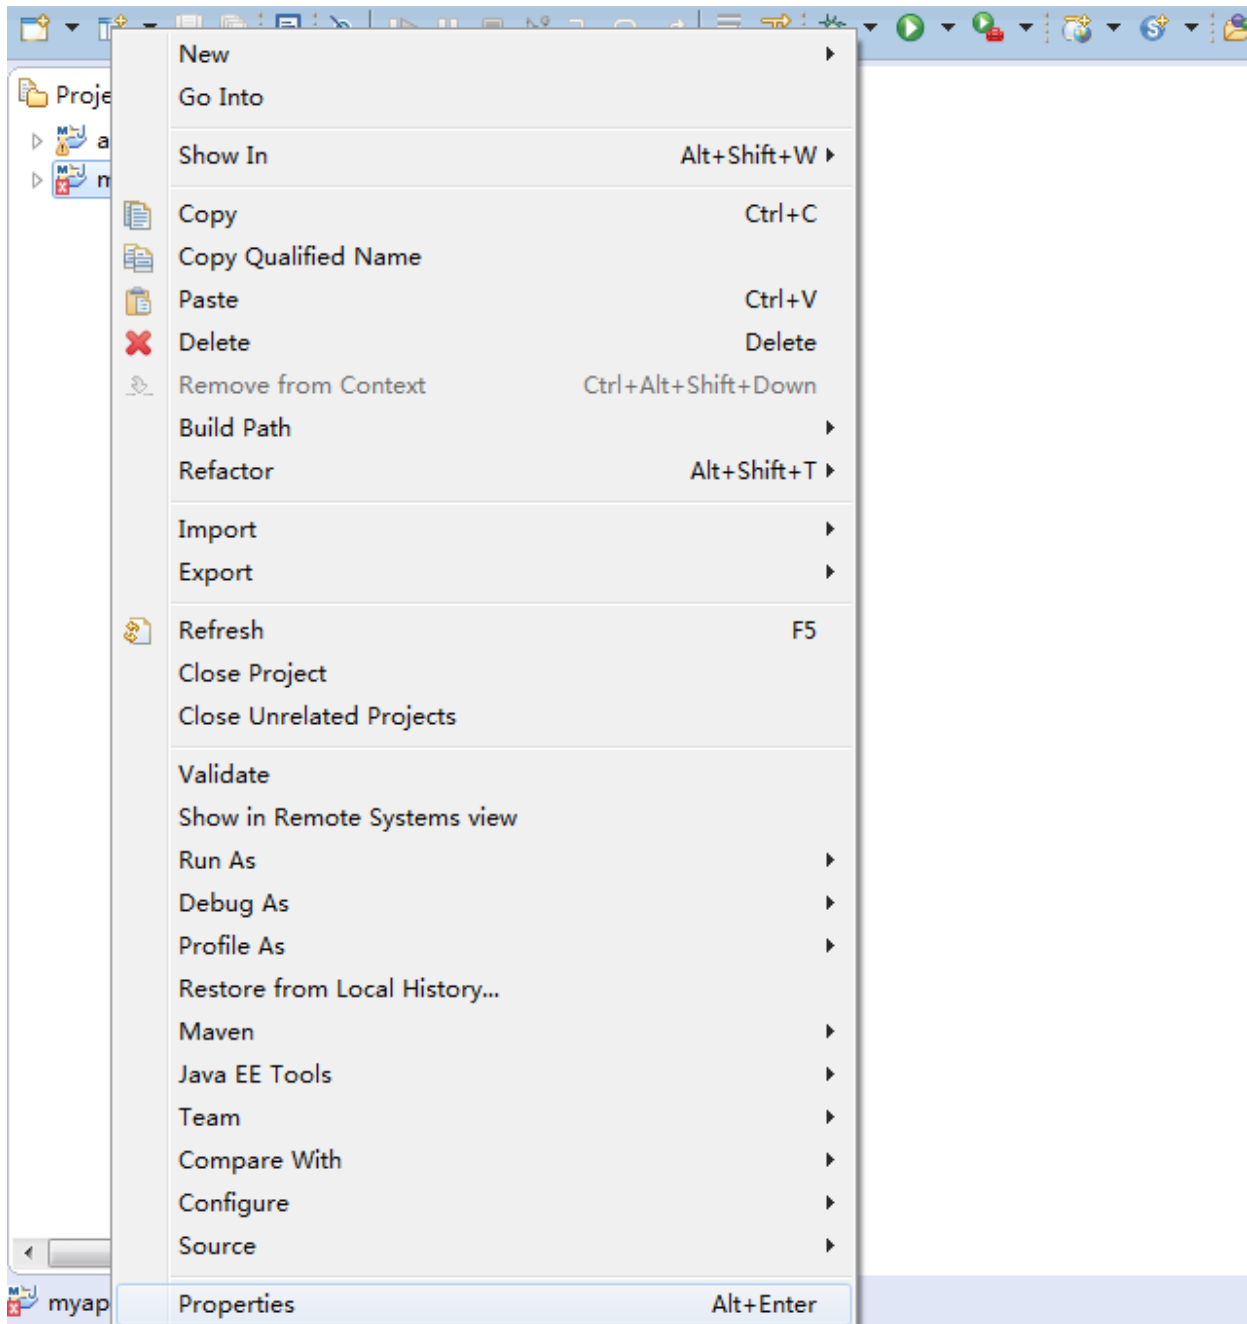 New
Proje
Go Into
a
Show In Alt+Shift+W
m
Copy Ctrl+C
Copy Qualified Name
Paste Ctrl+V
Delete Delete
Remove from Context Ctrl+Alt+Shift+Down
Build Path
Refactor Alt+Shift+T
Import
Export
Refresh F5
Close Project
Close Unrelated Projects
Validate
Show in Remote Systems view
Run As
Debug As
Profile As
Restore from Local History...
Maven
Java EE Tools
Team
Compare With
Configure
Source
myap
Properties Alt+Enter